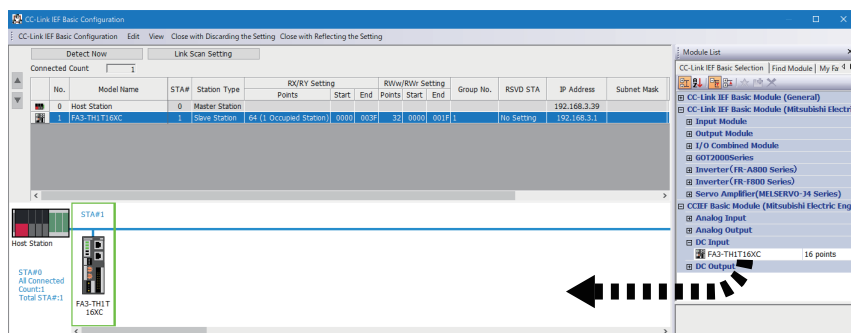 CC-Link IEF Basic Configuration
CC-Link IEF Basic Configuration Edit View Close with Discarding the Setting Close with Reflecting the Setting
Detect Now Link Scan Setting
Connected Count 1
No. Model Name STA# Station Type RX/RY Setting RWw/RWr Setting Group No. RSVD STA IP Address Subnet Mask
Points Start End Points Start End
0 Host Station 0 Master Station 192.168.3.39
1 FA3-TH1T16XC 1 Slave Station 64 (1 Occupied Station) 0000 003F 32 0000 001F 1 No Setting 192.168.3.1
STA#1
Host Station
STA#0
All Connected
Count:1
Total STA#:1
FA3-TH1T
16XC
Module List
CC-Link IEF Basic Selection Find Module My Fa
CC-Link IEF Basic Module (General)
CC-Link IEF Basic Module (Mitsubishi Electri
Input Module
Output Module
I/O Combined Module
GOT2000Series
Inverter(FR-A800 Series)
Inverter(FR-F800 Series)
Servo Amplifier(MELSERVO-J4 Series)
CCIEF Basic Module (Mitsubishi Electric Eng
Analog Input
Analog Output
DC Input
FA3-TH1T16XC 16 points
DC Output